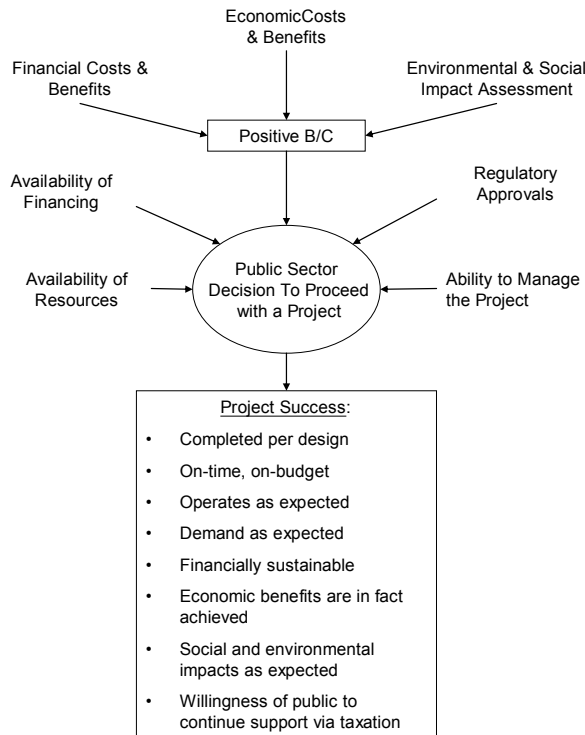 EconomicCosts
& Benefits
Financial Costs &
Benefits
Environmental & Social
Impact Assessment
Positive B/C
Availability of
Financing
Regulatory
Approvals
Availability of
Resources
Public Sector
Decision To Proceed
with a Project
Ability to Manage
the Project
Project Success:
• Completed per design
• On-time, on-budget
• Operates as expected
• Demand as expected
• Financially sustainable
• Economic benefits are in fact
achieved
• Social and environmental
impacts as expected
• Willingness of public to
continue support via taxation